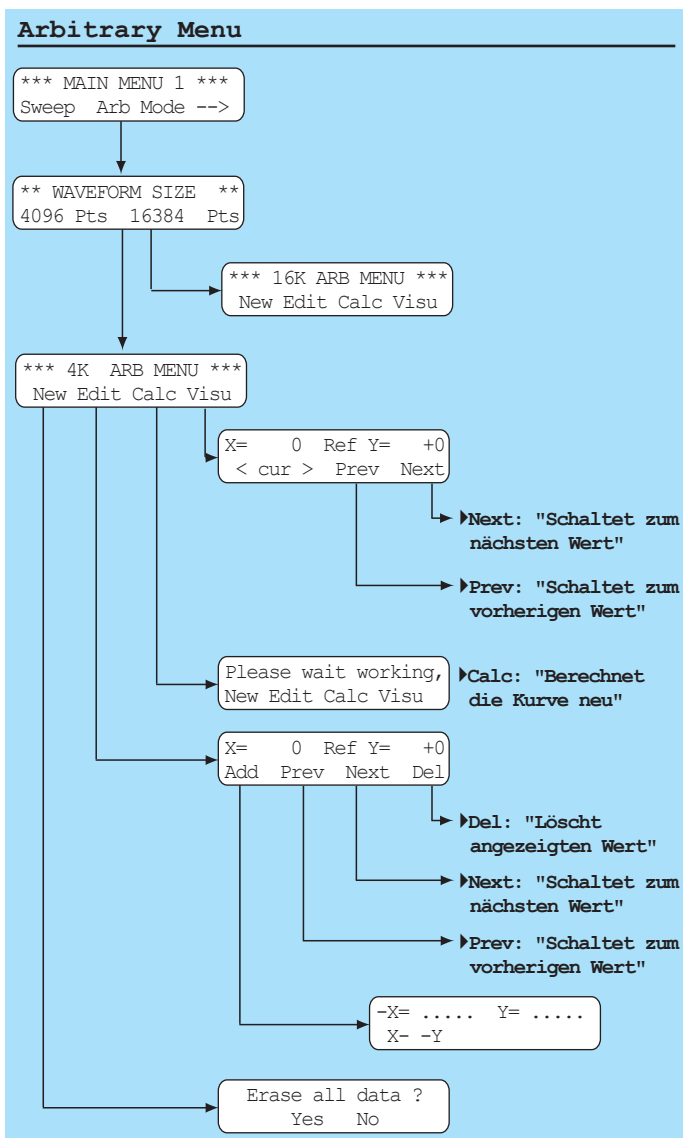 Arbitrary Menu
*** MAIN MENU 1 ***
Sweep Arb Mode -->
** WAVEFORM SIZE **
4096 Pts 16384 Pts
*** 16K ARB MENU ***
New Edit Calc Visu
*** 4K ARB MENU ***
New Edit Calc Visu
X= 0 Ref Y= +0
< cur > Prev Next
Next: "Schaltet zum
nächsten Wert"
Prev: "Schaltet zum
vorherigen Wert"
Please wait working,
New Edit Calc Visu
Calc: "Berechnet
die Kurve neu"
X= 0 Ref Y= +0
Add Prev Next Del
Del: "Löscht
angezeigten Wert"
Next: "Schaltet zum
nächsten Wert"
Prev: "Schaltet zum
vorherigen Wert"
-X= ..... Y= .....
X- -Y
Erase all data ?
Yes No